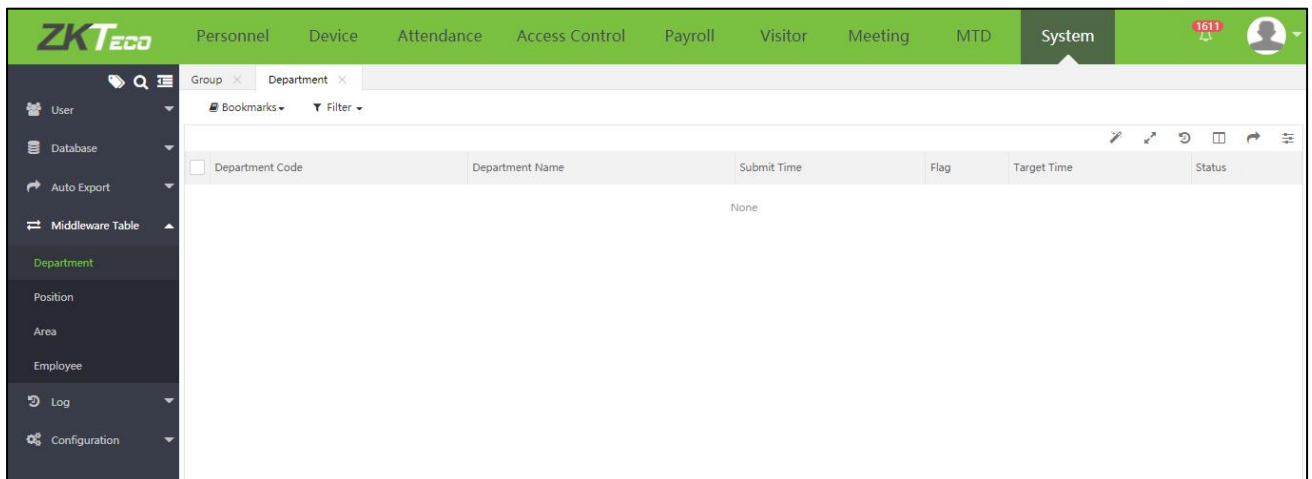 ZKTeco Personnel Device Attendance Access Control Payroll Visitor Meeting MTD System 1611
Group Department
User
Bookmarks Filter
Database
Department Code Department Name Submit Time Flag Target Time Status
Auto Export
None
Middleware Table
Department
Position
Area
Employee
Log
Configuration